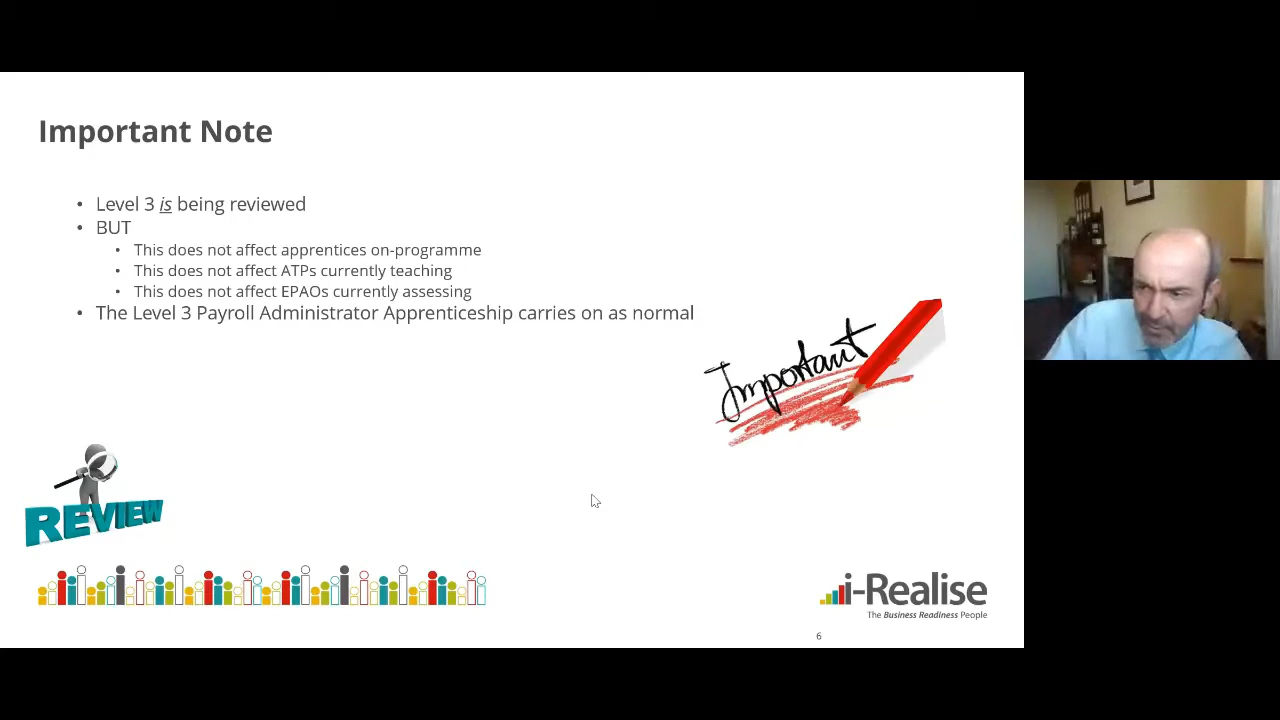 Important Note
• Level 3 is being reviewed
• BUT
• This does not affect apprentices on-programme
• This does not affect ATPs currently teaching
• This does not affect EPAOs currently assessing
• The Level 3 Payroll Administrator Apprenticeship carries on as normal
Important
REVIEW
i-Realise
The Business Readiness People
6